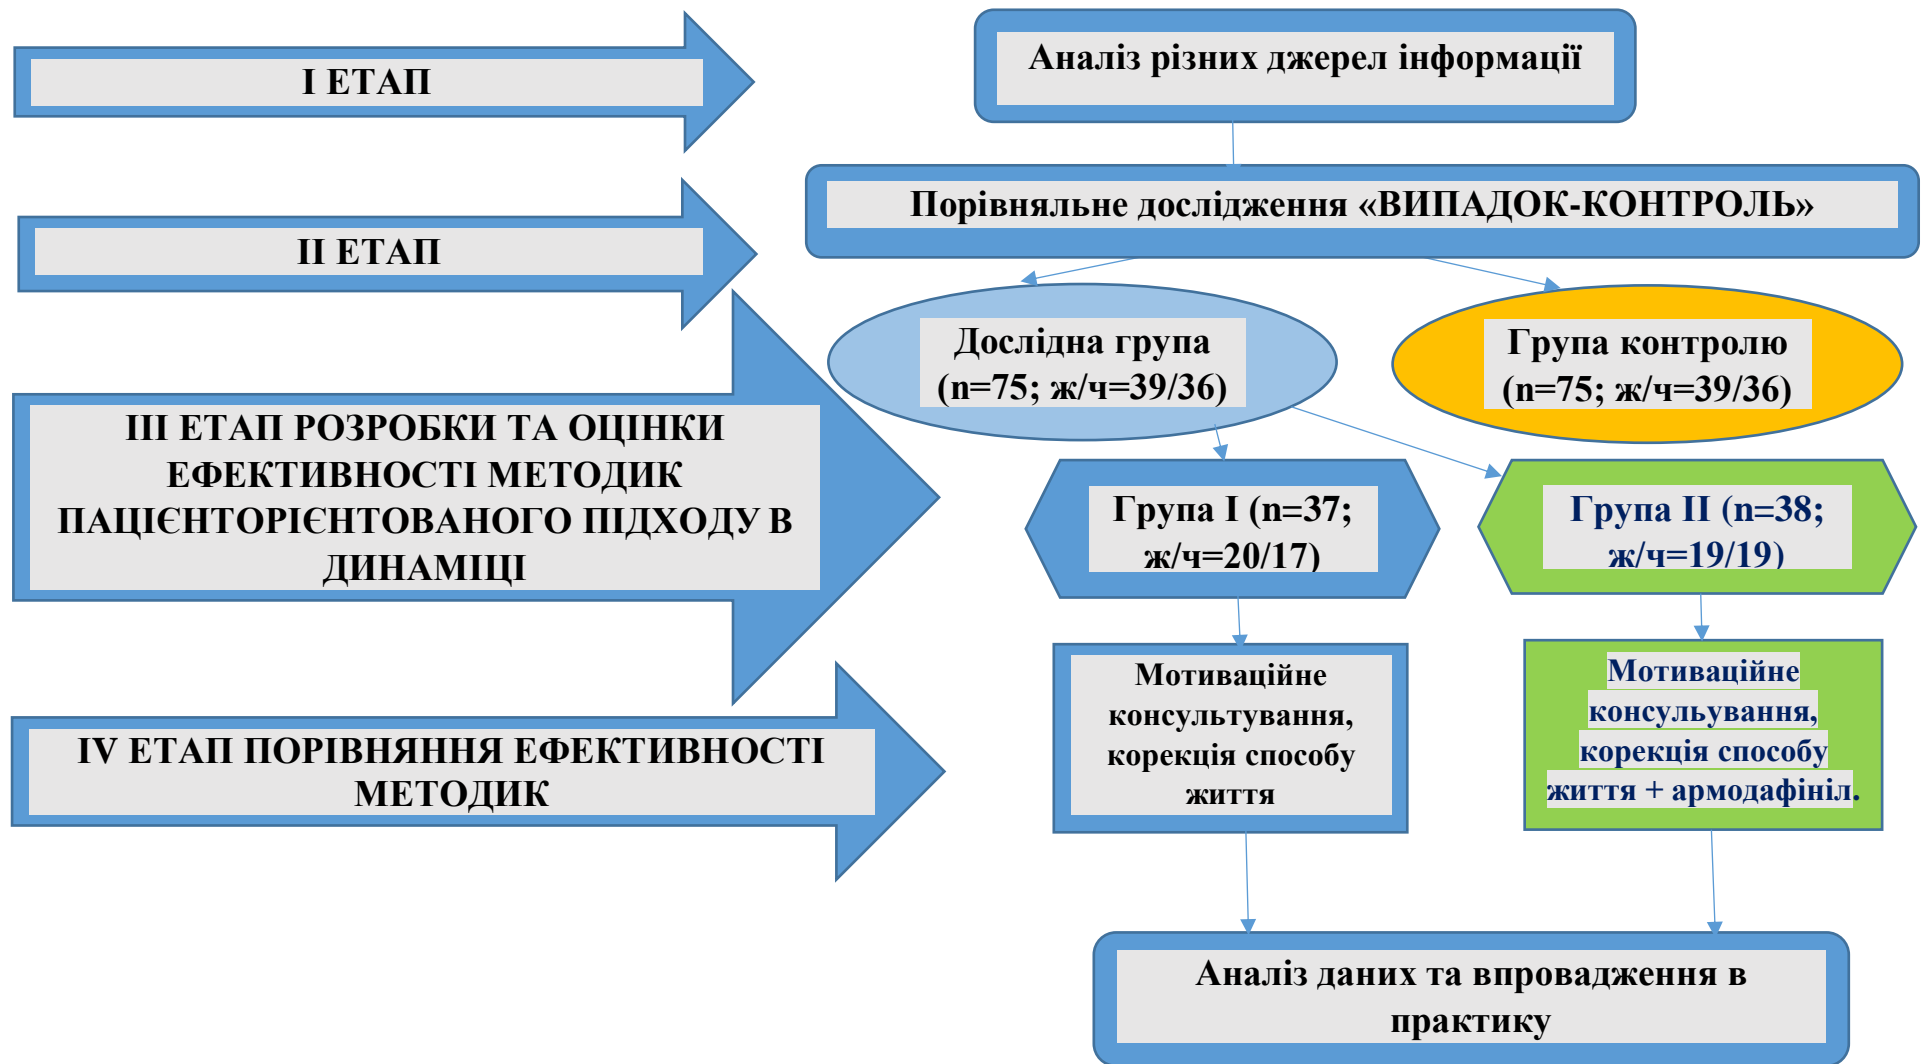 І ЕТАП
Аналіз різних джерел інформації
ІІ ЕТАП
Порівняльне дослідження «ВИПАДОК-КОНТРОЛЬ»
Дослідна група
(n=75; ж/ч=39/36)
Група контролю
(n=75; ж/ч=39/36)
ІІІ ЕТАП РОЗРОБКИ ТА ОЦІНКИ
ЕФЕКТИВНОСТІ МЕТОДИК
ПАЦІЄНТОРІЄНТОВАНОГО ПІДХОДУ В
ДИНАМІЦІ
Група І (n=37;
ж/ч=20/17)
Група ІІ (n=38;
ж/ч=19/19)
IV ЕТАП ПОРІВНЯННЯ ЕФЕКТИВНОСТІ
МЕТОДИК
Мотиваційне
консультування,
корекція способу
життя
Мотиваційне
консульування,
корекція способу
життя + армодафініл.
Аналіз даних та впровадження в
практику